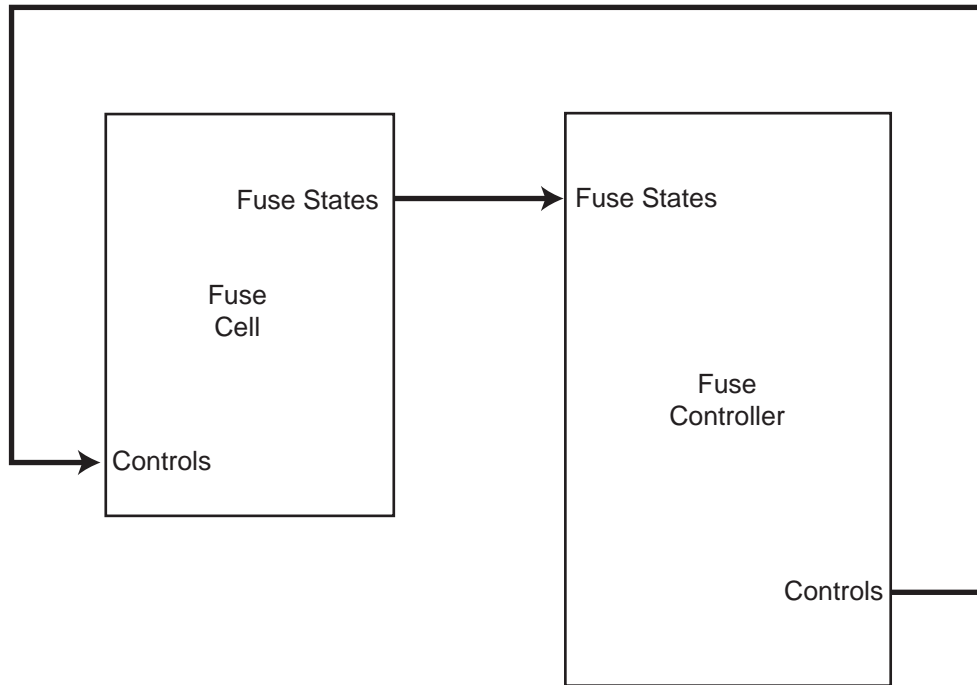 Fuse States
Fuse
Cell
Controls
Fuse States
Fuse
Controller
Controls